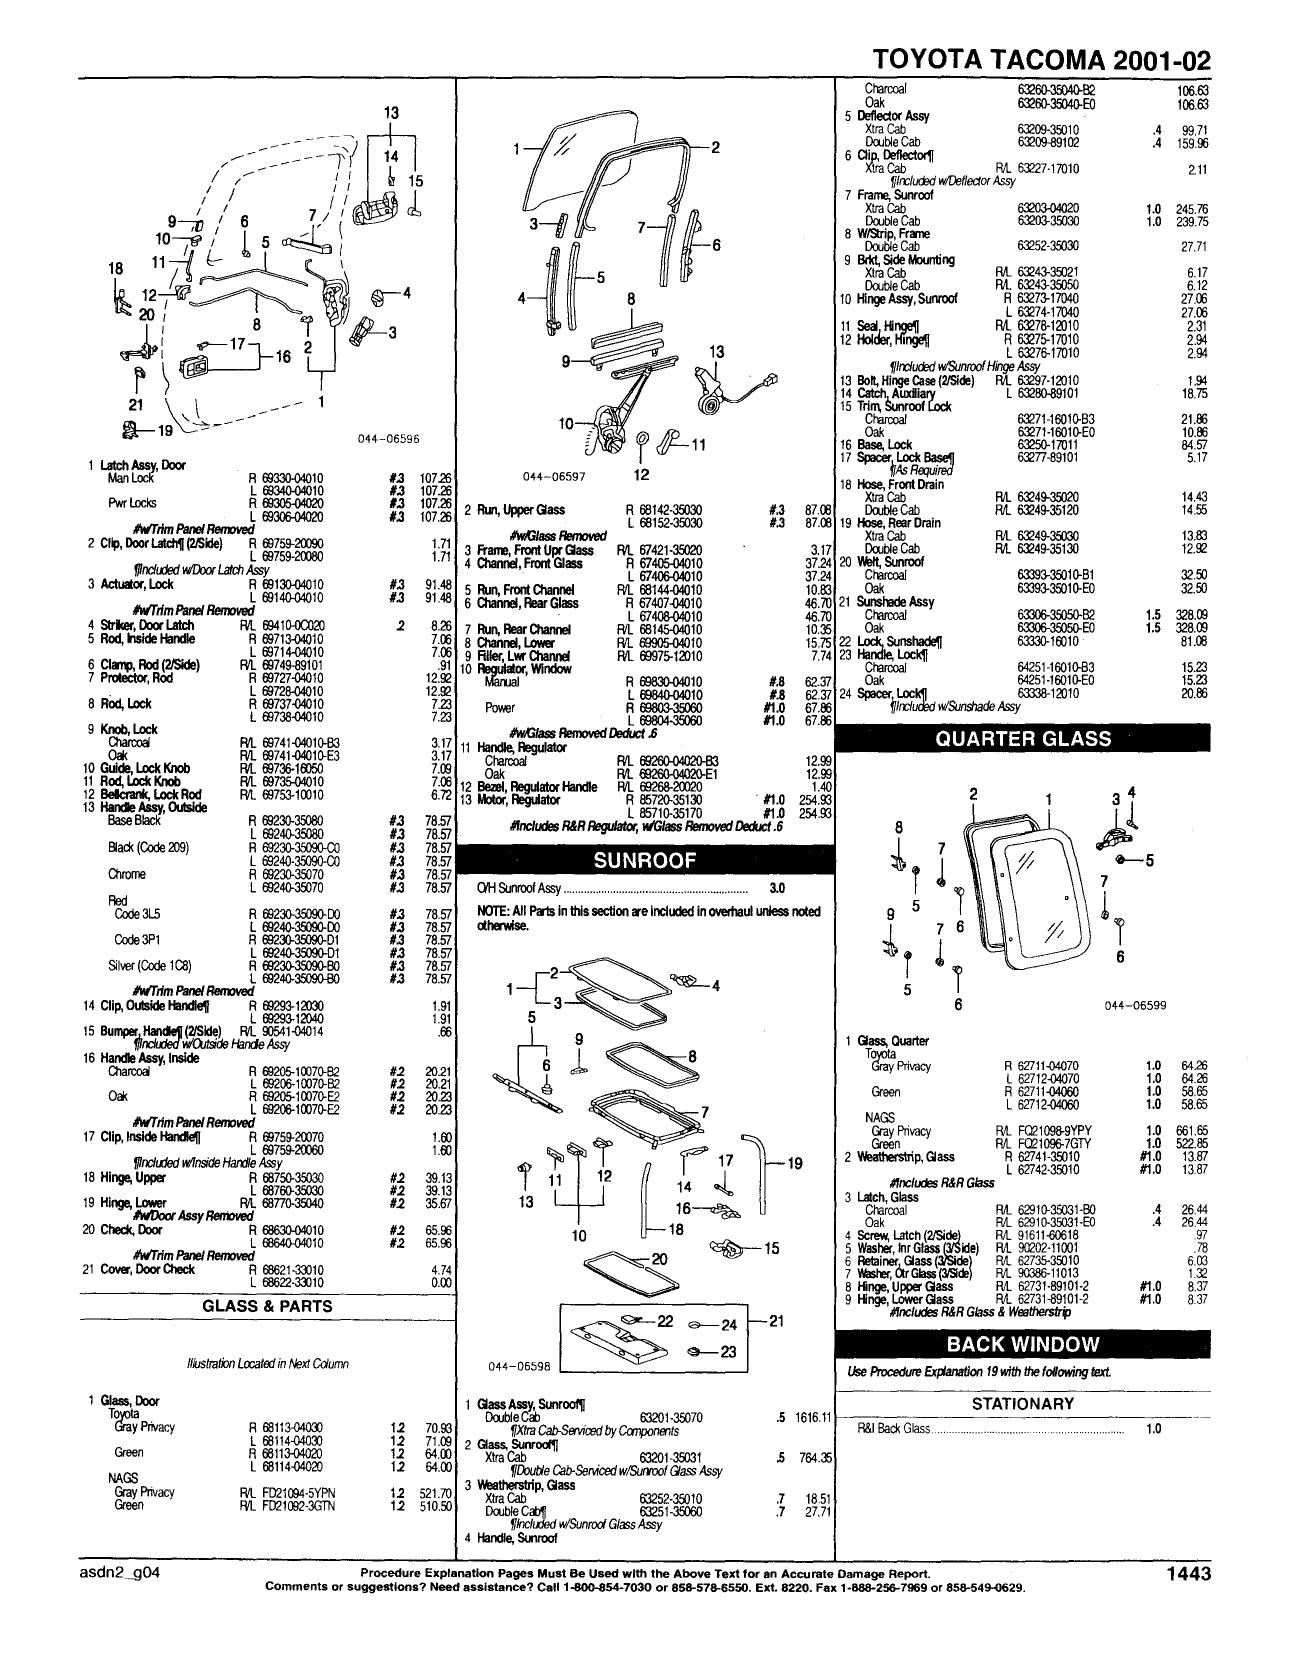 TOYOTA TACOMA 2001-02
13
14
15
9
6
7
10
5
18
11
12
4
20
8
3
17
2
16
21
1
19
044-06596
1 Latch Assy, Door
Man Lock R 69330-04010 #.3 107.26
L 69340-04010 #.3 107.26
Pwr Locks R 69305-04020 #.3 107.26
L 69306-04020 #.3 107.26
#w/Trim Panel Removed
2 Clip, Door Latch¶ (2/Side) R 69759-20090 1.71
L 69759-20080 1.71
¶Included w/Door Latch Assy
3 Actuator, Lock R 69130-04010 #.3 91.48
L 69140-04010 #.3 91.48
#w/Trim Panel Removed
4 Striker, Door Latch R/L 69410-0C020 .2 8.26
5 Rod, Inside Handle R 69713-04010 7.06
L 69714-04010 7.06
6 Clamp, Rod (2/Side) R/L 69749-89101 .91
7 Protector, Rod R 69727-04010 12.92
L 69728-04010 12.92
8 Rod, Lock R 69737-04010 7.23
L 69738-04010 7.23
9 Knob, Lock
Charcoal R/L 69741-04010-B3 3.17
Oak R/L 69741-04010-E3 3.17
10 Guide, Lock Knob R/L 69736-16050 7.09
11 Rod, Lock Knob R/L 69735-04010 7.06
12 Bellcrank, Lock Rod R/L 69753-10010 6.72
13 Handle Assy, Outside
Base Black R 69230-35080 #.3 78.57
L 69240-35080 #.3 78.57
Black (Code 209) R 69230-35090-C0 #.3 78.57
L 69240-35090-C0 #.3 78.57
Chrome R 69230-35070 #.3 78.57
L 69240-35070 #.3 78.57
Red
Code 3L5 R 69230-35090-D0 #.3 78.57
L 69240-35090-D0 #.3 78.57
Code 3P1 R 69230-35090-D1 #.3 78.57
L 69240-35090-D1 #.3 78.57
Silver (Code 1C8) R 69230-35090-B0 #.3 78.57
L 69240-35090-B0 #.3 78.57
#w/Trim Panel Removed
14 Clip, Outside Handle¶ R 69293-12030 1.91
L 69293-12040 1.91
15 Bumper, Handle¶ (2/Side) R/L 90541-04014 .66
¶Included w/Outside Handle Assy
16 Handle Assy, Inside
Charcoal R 69205-10070-B2 #.2 20.21
L 69206-10070-B2 #.2 20.21
Oak R 69205-10070-E2 #.2 20.23
L 69206-10070-E2 #.2 20.23
#w/Trim Panel Removed
17 Clip, Inside Handle¶ R 69759-20070 1.60
L 69759-20060 1.60
¶Included w/Inside Handle Assy
18 Hinge, Upper R 68750-35030 #.2 39.13
L 68760-35030 #.2 39.13
19 Hinge, Lower R/L 68770-35040 #.2 35.67
#w/Door Assy Removed
20 Check, Door R 68630-04010 #.2 65.96
L 68640-04010 #.2 65.96
#w/Trim Panel Removed
21 Cover, Door Check R 68621-33010 4.74
L 68622-33010 0.00
GLASS & PARTS
Illustration Located in Next Column
1 Glass, Door
Toyota
Gray Privacy R 68113-04030 1.2 70.93
L 68114-04030 1.2 71.09
Green R 68113-04020 1.2 64.00
L 68114-04020 1.2 64.00
NAGS
Gray Privacy R/L FD21094-5YPN 1.2 521.70
Green R/L FD21092-3GTN 1.2 510.50
1
2
3
7
6
5
4
8
9
13
10
11
12
044-06597
2 Run, Upper Glass R 68142-35030 #.3 87.08
L 68152-35030 #.3 87.08
#w/Glass Removed
3 Frame, Front Upr Glass R/L 67421-35020 3.17
4 Channel, Front Glass R 67405-04010 37.24
L 67406-04010 37.24
5 Run, Front Channel R/L 68144-04010 10.83
6 Channel, Rear Glass R 67407-04010 46.70
L 67408-04010 46.70
7 Run, Rear Channel R/L 68145-04010 10.35
8 Channel, Lower R/L 69905-04010 15.75
9 Filler, Lwr Channel R/L 69975-12010 7.74
10 Regulator, Window
Manual R 69830-04010 #.8 62.37
L 69840-04010 #.8 62.37
Power R 69803-35060 #1.0 67.86
L 69804-35060 #1.0 67.86
#w/Glass Removed Deduct .6
11 Handle, Regulator
Charcoal R/L 69260-04020-B3 12.99
Oak R/L 69260-04020-E1 12.99
12 Bezel, Regulator Handle R/L 69268-20020 1.40
13 Motor, Regulator R 85720-35130 #1.0 254.93
L 85710-35170 #1.0 254.93
#Includes R&R Regulator, w/Glass Removed Deduct .6
SUNROOF
O/H Sunroof Assy 3.0
NOTE: All Parts in this section are included in overhaul unless noted
otherwise.
2
1
3
4
5
9
6
8
7
11
12
13
10
14
17
16
15
18
19
20
22
24
21
23
044-06598
1 Glass Assy, Sunroof¶
Double Cab 63201-35070 .5 1616.11
¶Xtra Cab-Serviced by Components
2 Glass, Sunroof¶
Xtra Cab 63201-35031 .5 764.35
¶Double Cab-Serviced w/Sunroof Glass Assy
3 Weatherstrip, Glass
Xtra Cab 63252-35010 .7 18.51
Double Cab¶ 63251-35060 .7 27.71
¶Included w/Sunroof Glass Assy
4 Handle, Sunroof
Charcoal 63260-35040-B2 106.63
Oak 63260-35040-E0 106.63
5 Deflector Assy
Xtra Cab 63209-35010 .4 99.71
Double Cab 63209-89102 .4 159.96
6 Clip, Deflector¶
Xtra Cab R/L 63227-17010 2.11
¶Included w/Deflector Assy
7 Frame, Sunroof
Xtra Cab 63203-04020 1.0 245.76
Double Cab 63203-35030 1.0 239.75
8 W/Strip, Frame
Double Cab 63252-35030 27.71
9 Brkt, Side Mounting
Xtra Cab R/L 63243-35021 6.17
Double Cab R/L 63243-35050 6.12
10 Hinge Assy, Sunroof R 63273-17040 27.06
L 63274-17040 27.06
11 Seal, Hinge¶ R/L 63278-12010 2.31
12 Holder, Hinge¶ R 63275-17010 2.94
L 63276-17010 2.94
¶Included w/Sunroof Hinge Assy
13 Bolt, Hinge Case (2/Side) R/L 63297-12010 1.94
14 Catch, Auxiliary L 63280-89101 18.75
15 Trim, Sunroof Lock
Charcoal 63271-16010-B3 21.86
Oak 63271-16010-E0 10.86
16 Base, Lock 63250-17011 84.57
17 Spacer, Lock Base¶ 63277-89101 5.17
¶As Required
18 Hose, Front Drain
Xtra Cab R/L 63249-35020 14.43
Double Cab R/L 63249-35120 14.55
19 Hose, Rear Drain
Xtra Cab R/L 63249-35030 13.83
Double Cab R/L 63249-35130 12.92
20 Welt, Sunroof
Charcoal 63393-35010-B1 32.50
Oak 63393-35010-E0 32.50
21 Sunshade Assy
Charcoal 63306-35050-B2 1.5 328.09
Oak 63306-35050-E0 1.5 328.09
22 Lock, Sunshade¶ 63330-16010 81.08
23 Handle, Lock¶
Charcoal 64251-16010-B3 15.23
Oak 64251-16010-E0 15.23
24 Spacer, Lock¶ 63338-12010 20.86
¶Included w/Sunshade Assy
QUARTER GLASS
2
1
3
4
8
7
5
5
6
9
7
7
6
5
6
044-06599
1 Glass, Quarter
Toyota
Gray Privacy R 62711-04070 1.0 64.26
L 62712-04070 1.0 64.26
Green R 62711-04060 1.0 58.65
L 62712-04060 1.0 58.65
NAGS
Gray Privacy R/L FQ21098-9YPY 1.0 661.65
Green R/L FQ21096-7GTY 1.0 522.85
2 Weatherstrip, Glass R 62741-35010 #1.0 13.87
L 62742-35010 #1.0 13.87
#Includes R&R Glass
3 Latch, Glass
Charcoal R/L 62910-35031-B0 .4 26.44
Oak R/L 62910-35031-E0 .4 26.44
4 Screw, Latch (2/Side) R/L 91611-60618 .97
5 Washer, Inr Glass (3/Side) R/L 90202-11001 .78
6 Retainer, Glass (3/Side) R/L 62735-35010 6.03
7 Washer, Otr Glass (3/Side) R/L 90386-11013 1.32
8 Hinge, Upper Glass R/L 62731-89101-2 #1.0 8.37
9 Hinge, Lower Glass R/L 62731-89101-2 #1.0 8.37
#Includes R&R Glass & Weatherstrip
BACK WINDOW
Use Procedure Explanation 19 with the following text.
STATIONARY
R&I Back Glass 1.0
asdn2_g04
Procedure Explanation Pages Must Be Used with the Above Text for an Accurate Damage Report.
Comments or suggestions? Need assistance? Call 1-800-854-7030 or 858-578-6550. Ext. 8220. Fax 1-888-256-7969 or 858-549-0629.
1443